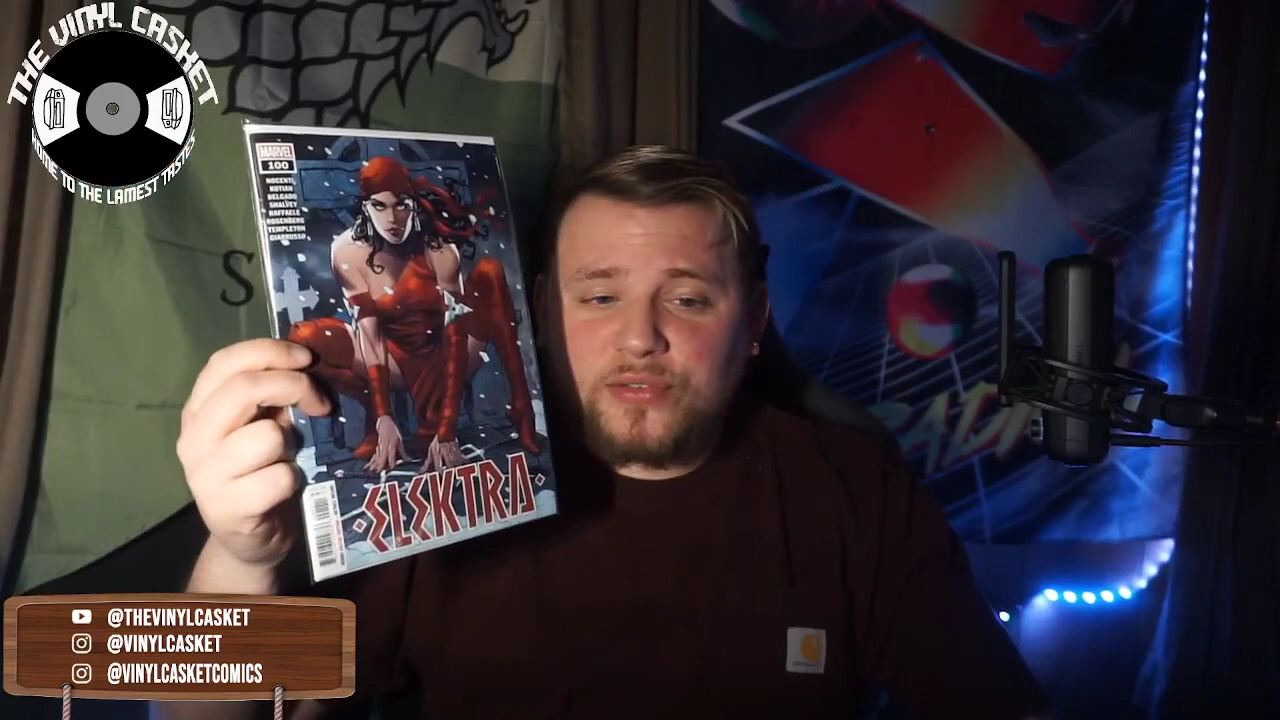 THE VINYL CASKET
HOME TO THE LAMEST TASTES
MARVEL
100
NOCENTI
KOTIAN
DELGADO
SHALVEY
RAFFAELE
ROSENBERG
TEMPLETON
GIARRUSSO
S
ELEKTRA
@THEVINYLCASKET
@VINYLCASKET
@VINYLCASKETCOMICS